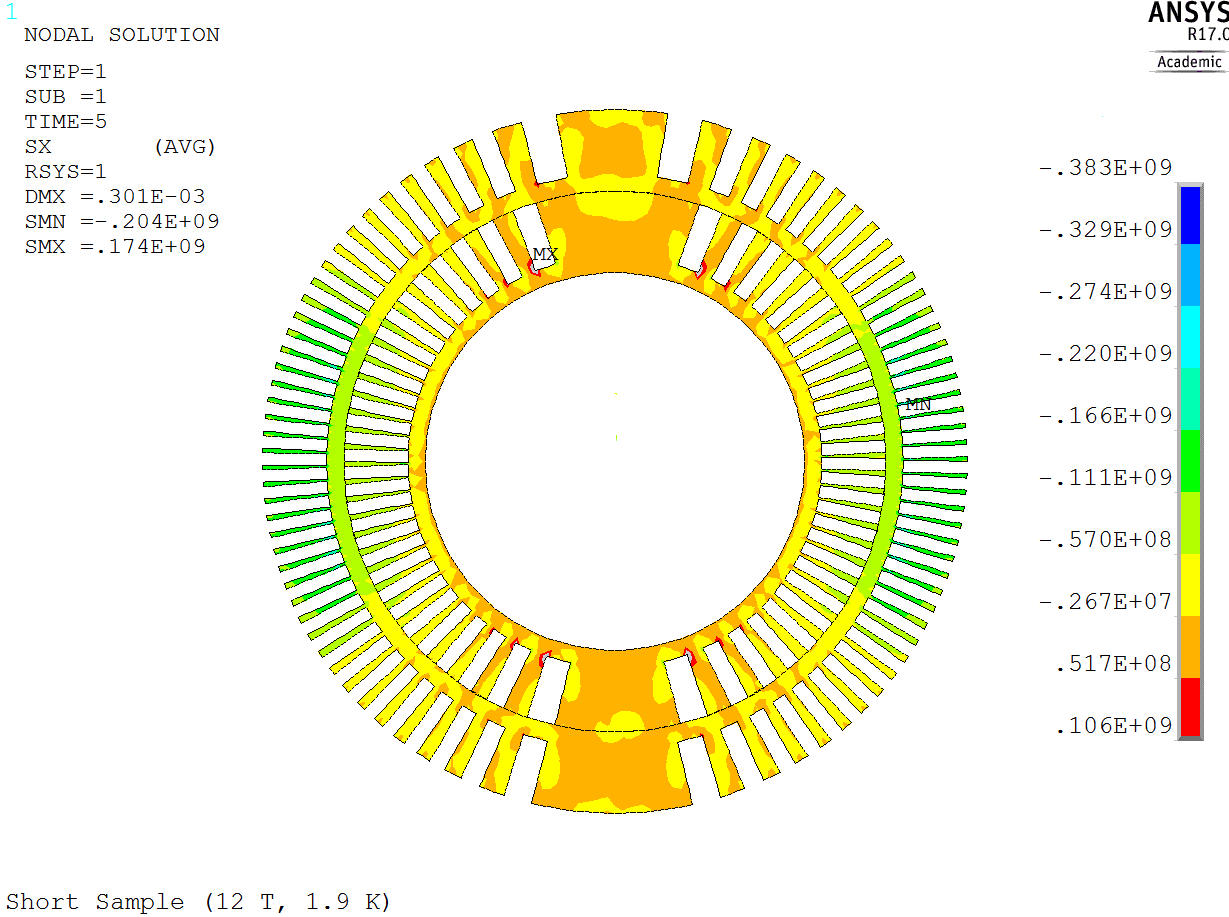 1
NODAL SOLUTION
STEP=1
SUB =1
TIME=5
SX (AVG)
RSYS=1
DMX =.301E-03
SMN =-.204E+09
SMX =.174E+09
ANSYS
R17.0
Academic
MX
MN
-.383E+09
-.329E+09
-.274E+09
-.220E+09
-.166E+09
-.111E+09
-.570E+08
-.267E+07
.517E+08
.106E+09
Short Sample (12 T, 1.9 K)